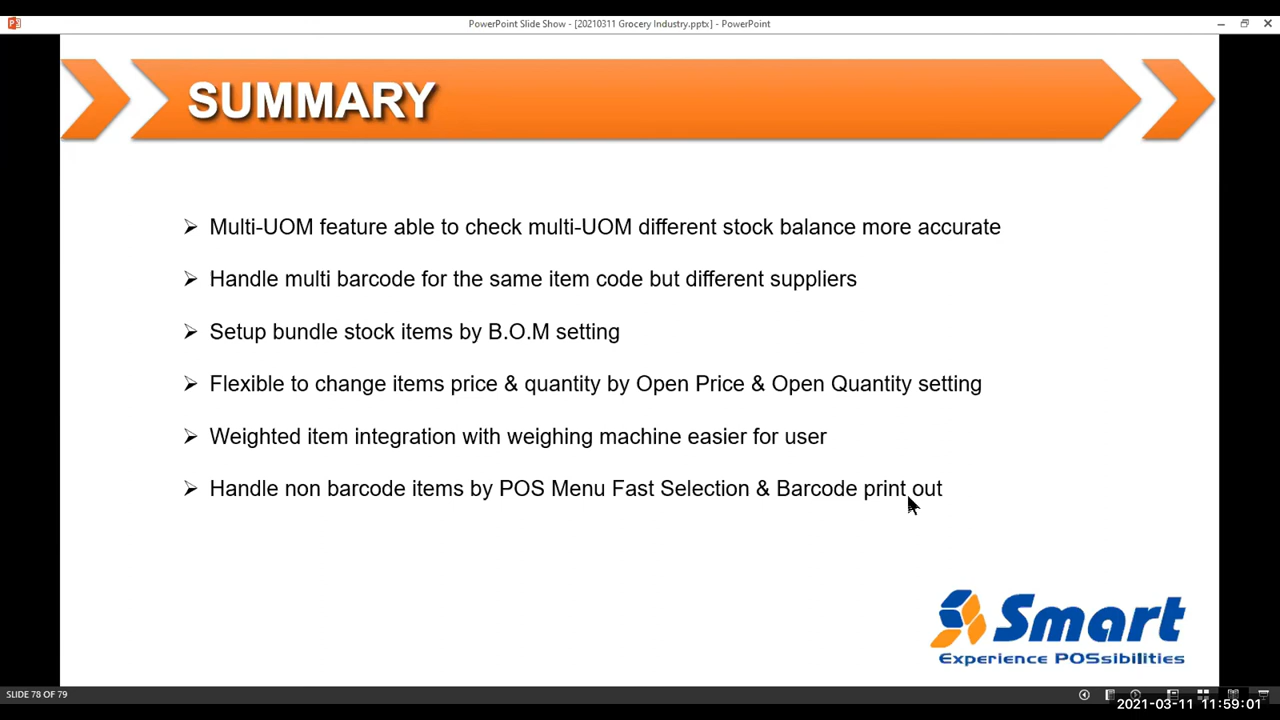 PowerPoint Slide Show - [20210311 Grocery Industry.pptx] - PowerPoint
SUMMARY
Multi-UOM feature able to check multi-UOM different stock balance more accurate
Handle multi barcode for the same item code but different suppliers
Setup bundle stock items by B.O.M setting
Flexible to change items price & quantity by Open Price & Open Quantity setting
Weighted item integration with weighing machine easier for user
Handle non barcode items by POS Menu Fast Selection & Barcode print out
Smart
Experience POSsibilities
SLIDE 78 OF 79
2021-03-11 11:59:01